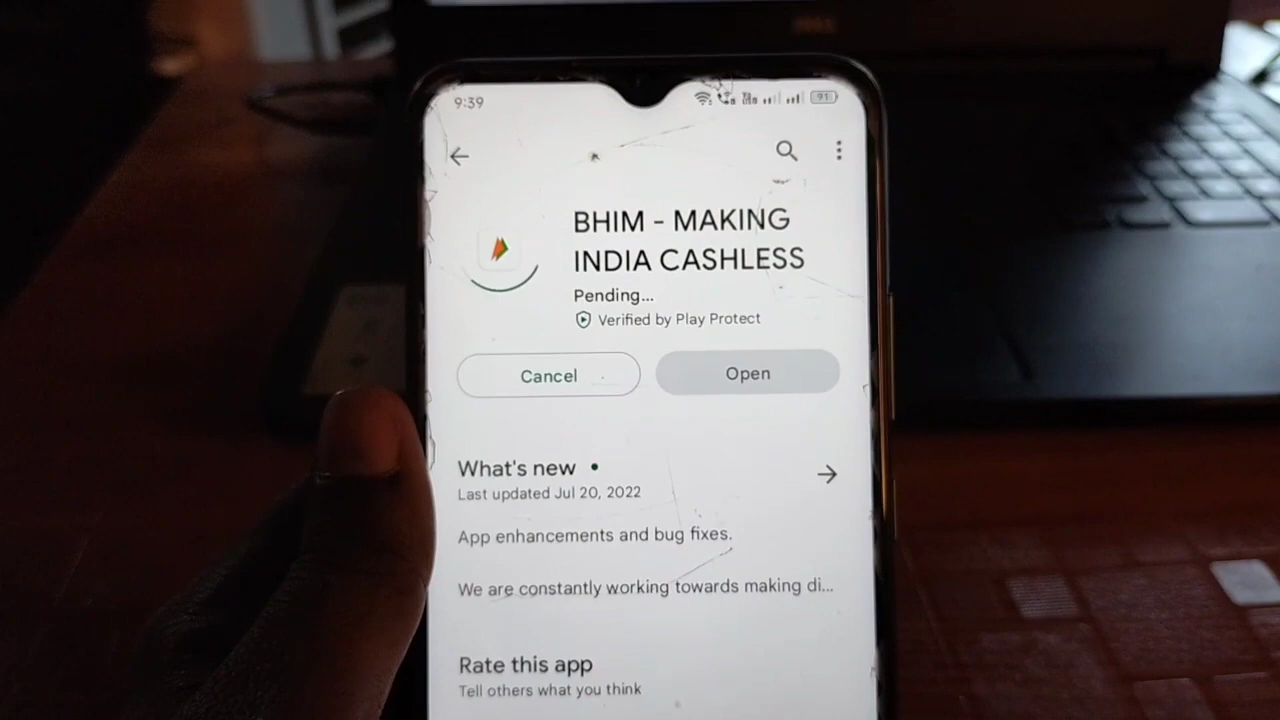 9:39
91
BHIM - MAKING
INDIA CASHLESS
Pending...
Verified by Play Protect
Cancel
Open
What's new
Last updated Jul 20, 2022
App enhancements and bug fixes.
We are constantly working towards making di...
Rate this app
Tell others what you think